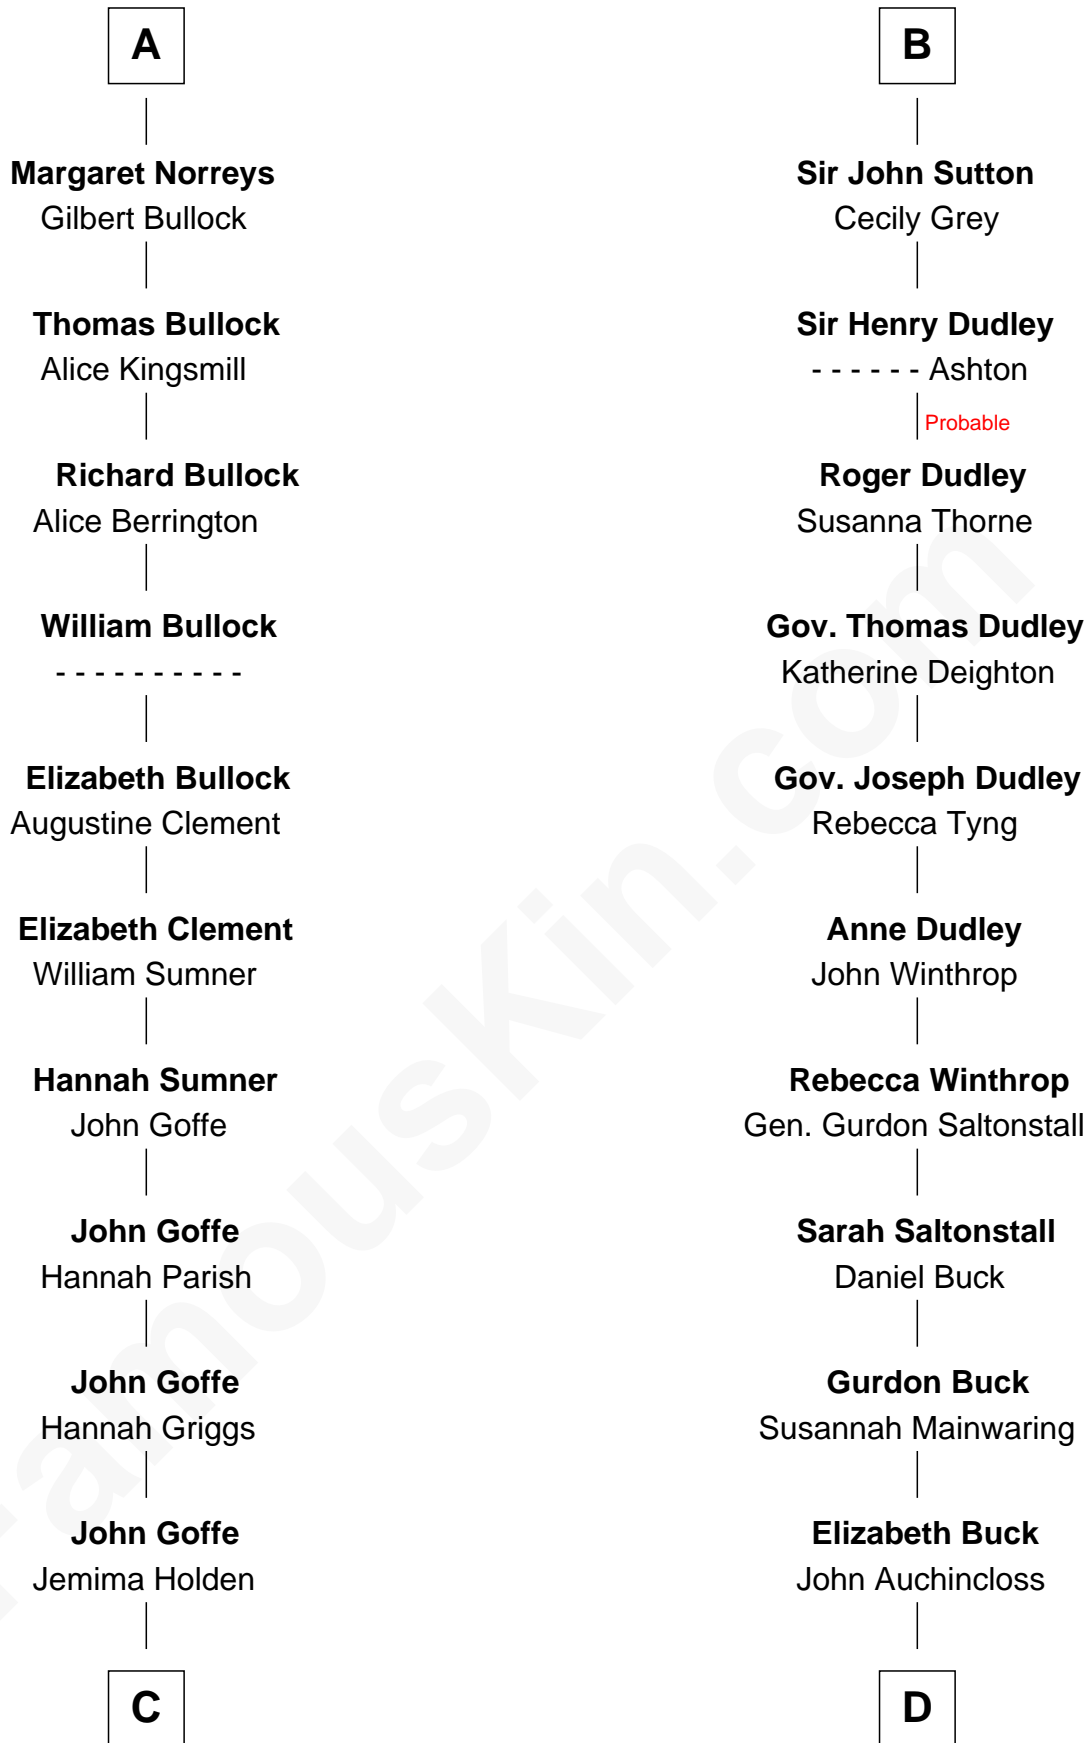 A
Margaret Norreys
Gilbert Bullock
Thomas Bullock
Alice Kingsmill
Richard Bullock
Alice Berrington
William Bullock
- - - - - - - - - -
Elizabeth Bullock
Augustine Clement
Elizabeth Clement
William Sumner
Hannah Sumner
John Goffe
John Goffe
Hannah Parish
John Goffe
Hannah Griggs
John Goffe
Jemima Holden
C
B
Sir John Sutton
Cecily Grey
Sir Henry Dudley
- - - - - - Ashton
Probable
Roger Dudley
Susanna Thorne
Gov. Thomas Dudley
Katherine Deighton
Gov. Joseph Dudley
Rebecca Tyng
Anne Dudley
John Winthrop
Rebecca Winthrop
Gen. Gurdon Saltonstall
Sarah Saltonstall
Daniel Buck
Gurdon Buck
Susannah Mainwaring
Elizabeth Buck
John Auchincloss
D
FamousKin.com